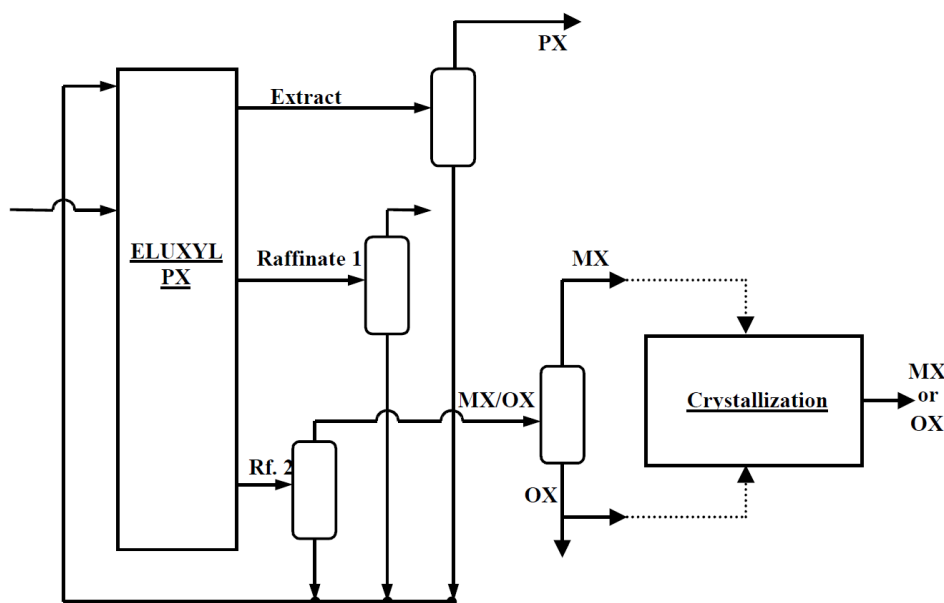 PX
Extract
ELUXYL
PX
Raffinate 1
MX
MX/OX
Crystallization
MX
or
OX
Rf. 2
OX